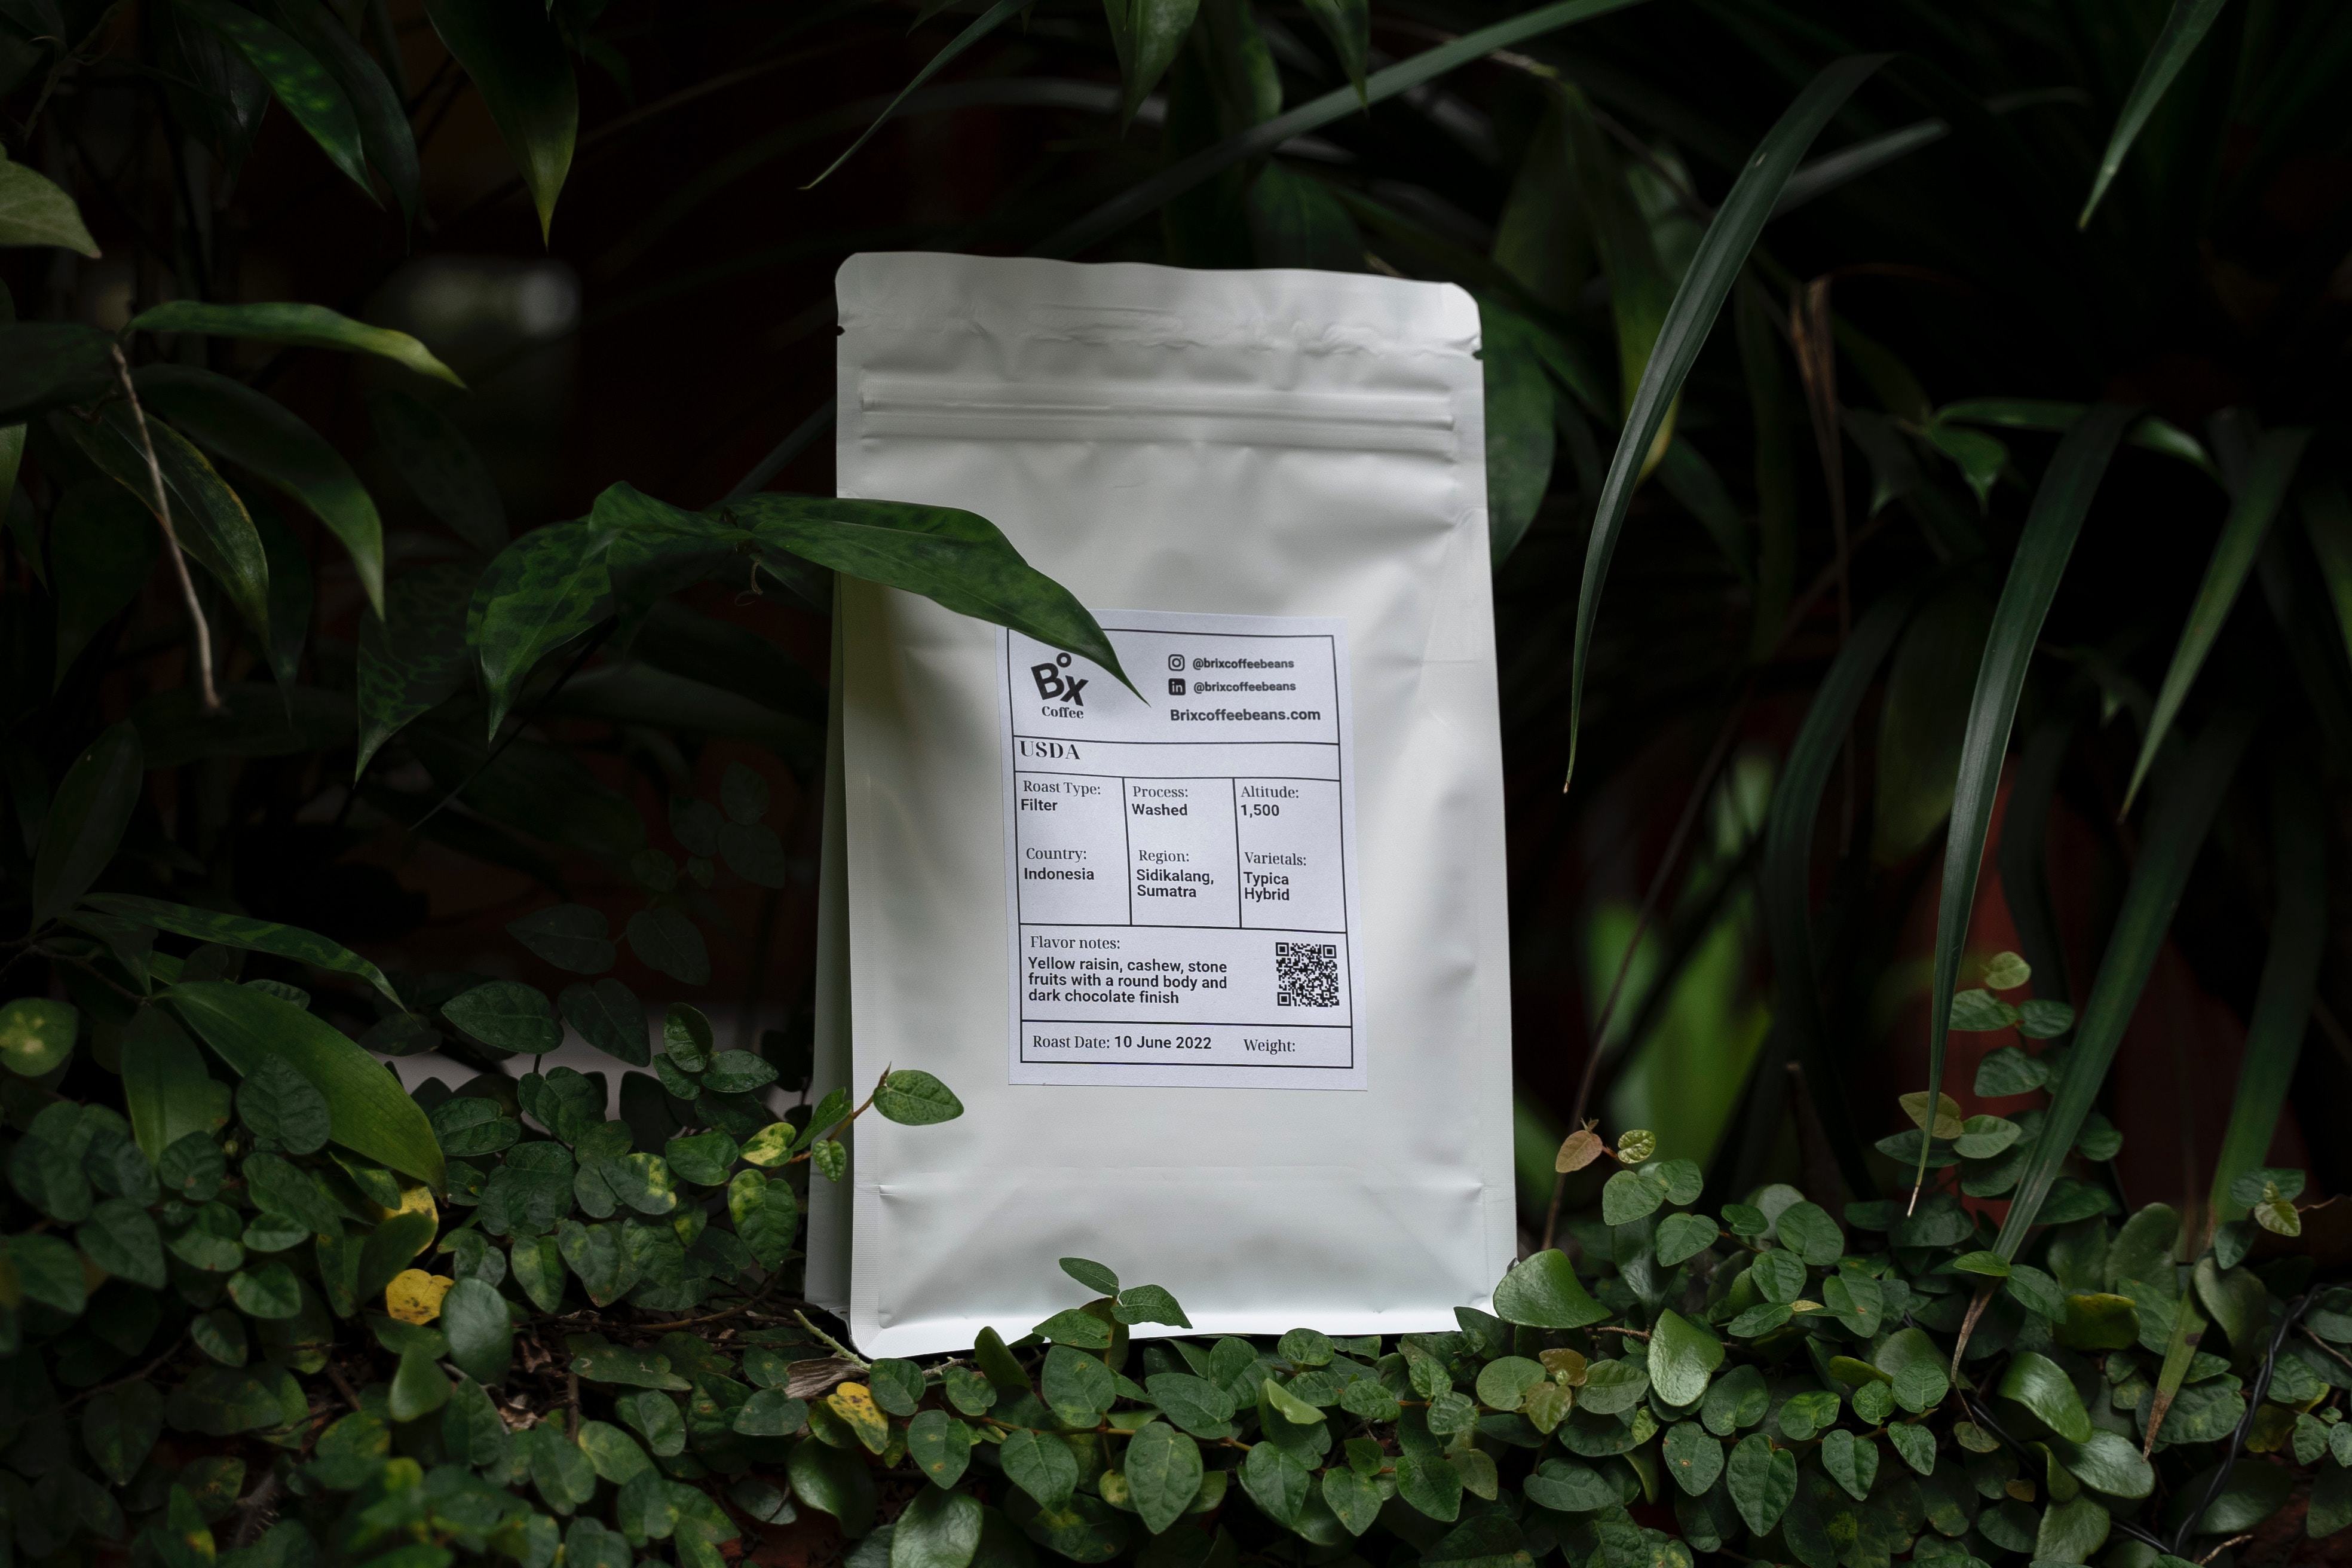 B°x
Coffee
@brixcoffeebeans
in @brixcoffeebeans
Brixcoffeebeans.com
USDA
Roast Type:
Filter
Process:
Washed
Altitude:
1,500
Country:
Indonesia
Region:
Sidikalang,
Sumatra
Varietals:
Typica
Hybrid
Flavor notes:
Yellow raisin, cashew, stone
fruits with a round body and
dark chocolate finish
Roast Date: 10 June 2022 Weight: